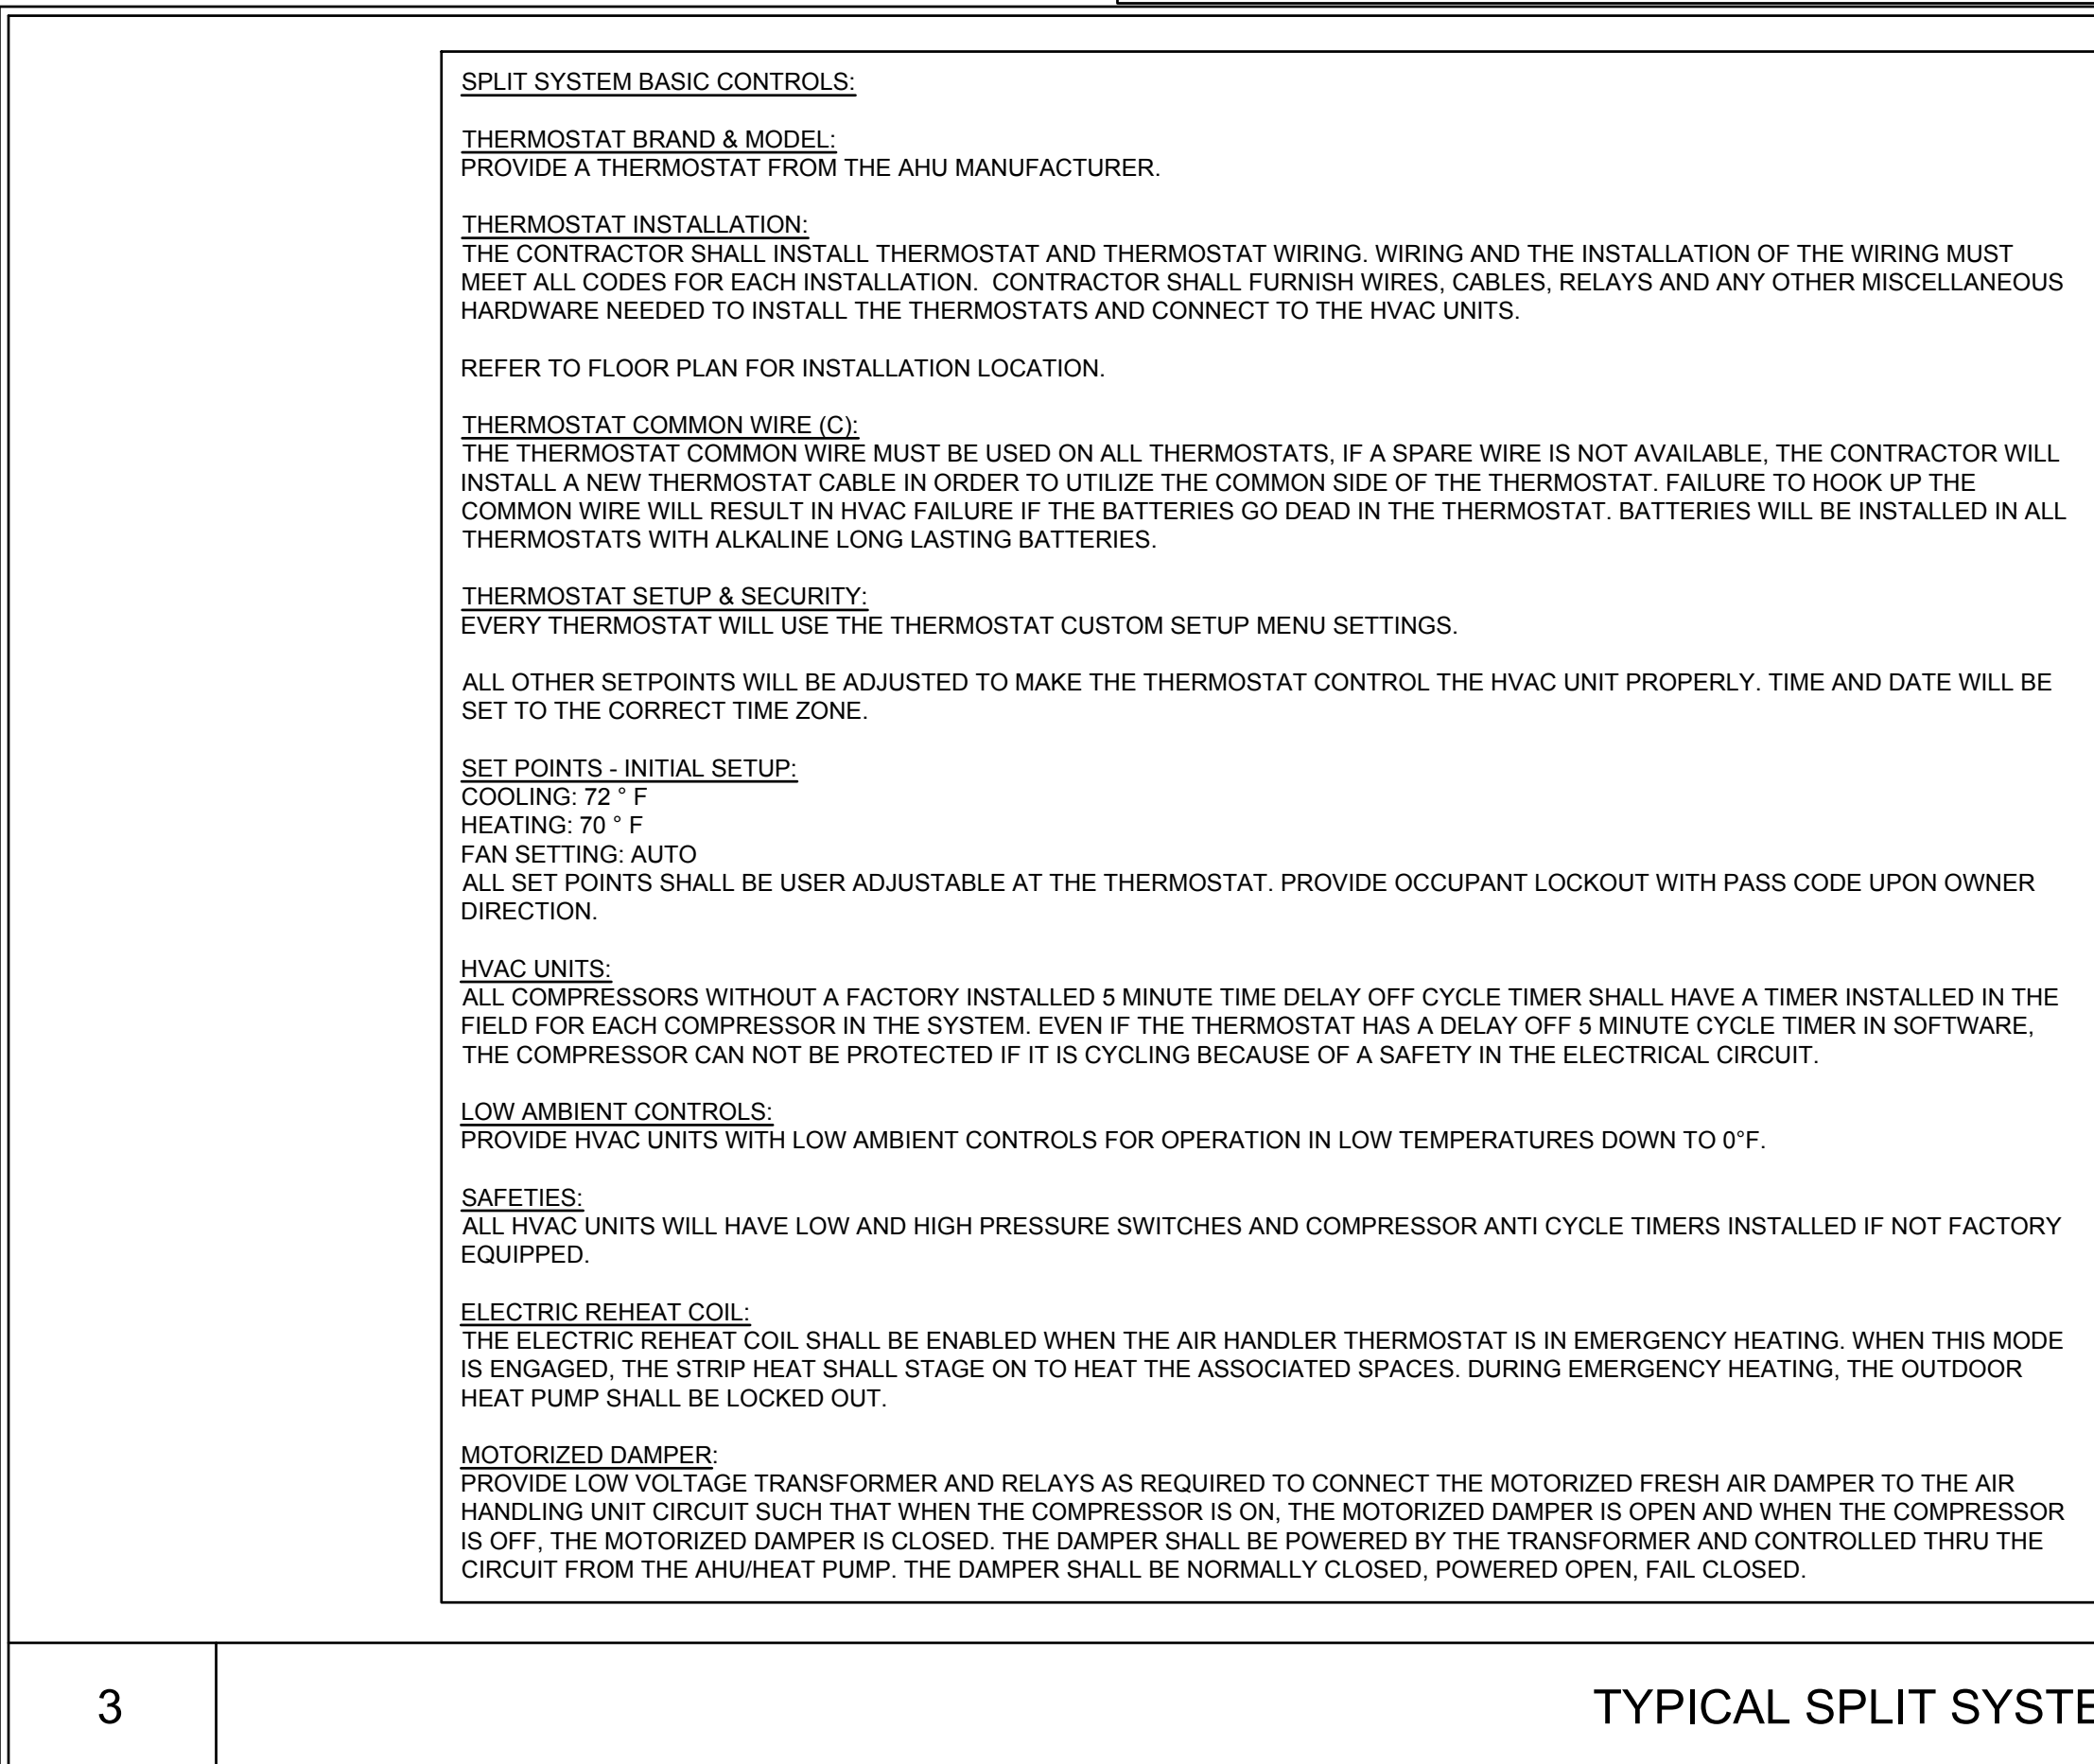 SPLIT SYSTEM BASIC CONTROLS:
THERMOSTAT BRAND & MODEL:
PROVIDE A THERMOSTAT FROM THE AHU MANUFACTURER.
THERMOSTAT INSTALLATION:
THE CONTRACTOR SHALL INSTALL THERMOSTAT AND THERMOSTAT WIRING. WIRING AND THE INSTALLATION OF THE WIRING MUST
MEET ALL CODES FOR EACH INSTALLATION.  CONTRACTOR SHALL FURNISH WIRES, CABLES, RELAYS AND ANY OTHER MISCELLANEOUS
HARDWARE NEEDED TO INSTALL THE THERMOSTATS AND CONNECT TO THE HVAC UNITS.
REFER TO FLOOR PLAN FOR INSTALLATION LOCATION.
THERMOSTAT COMMON WIRE (C):
THE THERMOSTAT COMMON WIRE MUST BE USED ON ALL THERMOSTATS, IF A SPARE WIRE IS NOT AVAILABLE, THE CONTRACTOR WILL
INSTALL A NEW THERMOSTAT CABLE IN ORDER TO UTILIZE THE COMMON SIDE OF THE THERMOSTAT. FAILURE TO HOOK UP THE
COMMON WIRE WILL RESULT IN HVAC FAILURE IF THE BATTERIES GO DEAD IN THE THERMOSTAT. BATTERIES WILL BE INSTALLED IN ALL
THERMOSTATS WITH ALKALINE LONG LASTING BATTERIES.
THERMOSTAT SETUP & SECURITY:
EVERY THERMOSTAT WILL USE THE THERMOSTAT CUSTOM SETUP MENU SETTINGS.
ALL OTHER SETPOINTS WILL BE ADJUSTED TO MAKE THE THERMOSTAT CONTROL THE HVAC UNIT PROPERLY. TIME AND DATE WILL BE
SET TO THE CORRECT TIME ZONE.
SET POINTS - INITIAL SETUP:
COOLING: 72 ° F
HEATING: 70 ° F
FAN SETTING: AUTO
ALL SET POINTS SHALL BE USER ADJUSTABLE AT THE THERMOSTAT. PROVIDE OCCUPANT LOCKOUT WITH PASS CODE UPON OWNER
DIRECTION.
HVAC UNITS:
ALL COMPRESSORS WITHOUT A FACTORY INSTALLED 5 MINUTE TIME DELAY OFF CYCLE TIMER SHALL HAVE A TIMER INSTALLED IN THE
FIELD FOR EACH COMPRESSOR IN THE SYSTEM. EVEN IF THE THERMOSTAT HAS A DELAY OFF 5 MINUTE CYCLE TIMER IN SOFTWARE,
THE COMPRESSOR CAN NOT BE PROTECTED IF IT IS CYCLING BECAUSE OF A SAFETY IN THE ELECTRICAL CIRCUIT.
LOW AMBIENT CONTROLS:
PROVIDE HVAC UNITS WITH LOW AMBIENT CONTROLS FOR OPERATION IN LOW TEMPERATURES DOWN TO 0°F.
SAFETIES:
ALL HVAC UNITS WILL HAVE LOW AND HIGH PRESSURE SWITCHES AND COMPRESSOR ANTI CYCLE TIMERS INSTALLED IF NOT FACTORY
EQUIPPED.
ELECTRIC REHEAT COIL:
THE ELECTRIC REHEAT COIL SHALL BE ENABLED WHEN THE AIR HANDLER THERMOSTAT IS IN EMERGENCY HEATING. WHEN THIS MODE
IS ENGAGED, THE STRIP HEAT SHALL STAGE ON TO HEAT THE ASSOCIATED SPACES. DURING EMERGENCY HEATING, THE OUTDOOR
HEAT PUMP SHALL BE LOCKED OUT.
MOTORIZED DAMPER:
PROVIDE LOW VOLTAGE TRANSFORMER AND RELAYS AS REQUIRED TO CONNECT THE MOTORIZED FRESH AIR DAMPER TO THE AIR
HANDLING UNIT CIRCUIT SUCH THAT WHEN THE COMPRESSOR IS ON, THE MOTORIZED DAMPER IS OPEN AND WHEN THE COMPRESSOR
IS OFF, THE MOTORIZED DAMPER IS CLOSED. THE DAMPER SHALL BE POWERED BY THE TRANSFORMER AND CONTROLLED THRU THE
CIRCUIT FROM THE AHU/HEAT PUMP. THE DAMPER SHALL BE NORMALLY CLOSED, POWERED OPEN, FAIL CLOSED.
3
TYPICAL SPLIT SYSTE